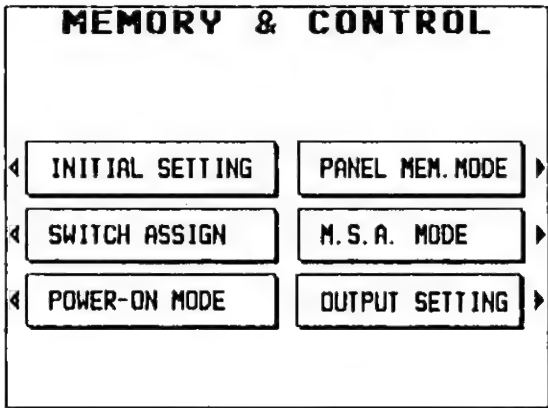 MEMORY & CONTROL
INITIAL SETTING
PANEL MEM. MODE
SWITCH ASSIGN
M. S. A. MODE
POWER-ON MODE
OUTPUT SETTING